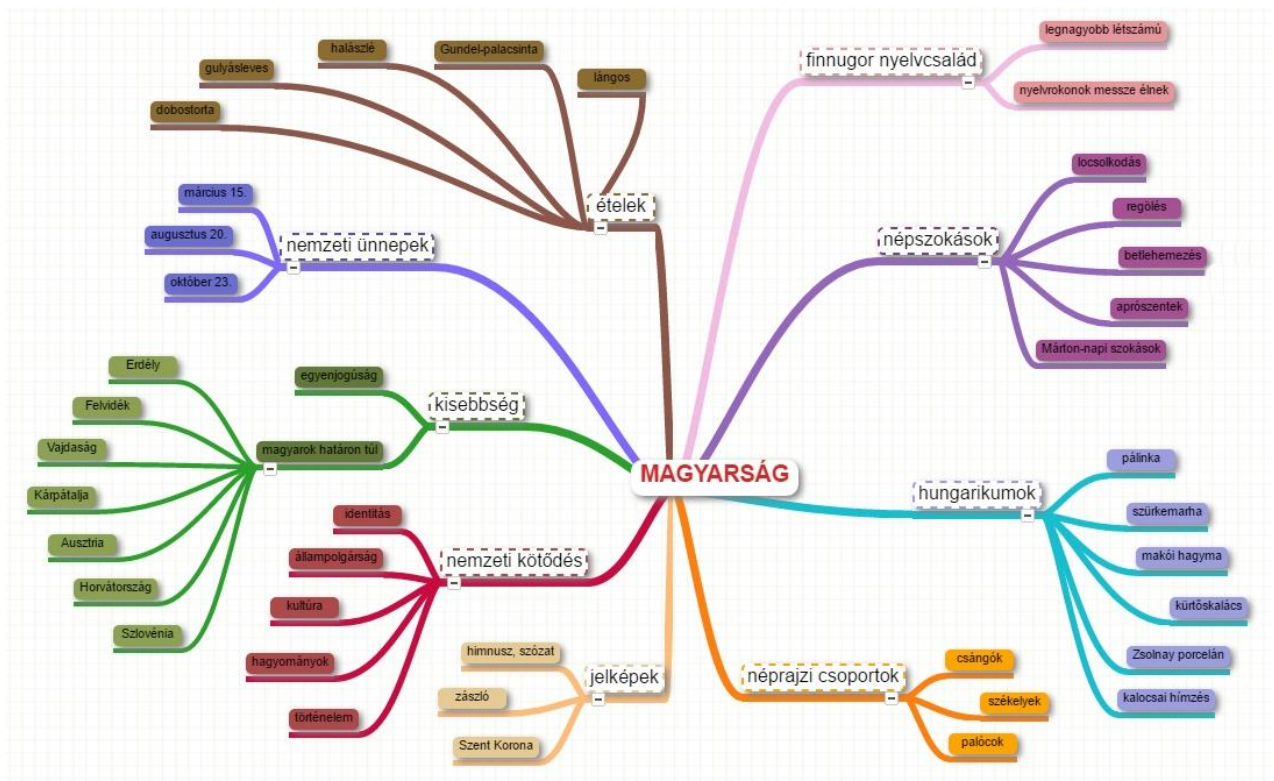 MAGYARSÁG
ételek
dobostorta
gulyásleves
halászlé
Gundel-palacsinta
lángos
nemzeti ünnepek
március 15.
augusztus 20.
október 23.
kisebbség
egyenjogúság
magyarok határon túl
Erdély
Felvidék
Vajdaság
Kárpátalja
Ausztria
Horvátország
Szlovénia
nemzeti kötődés
identitás
állampolgárság
kultúra
hagyományok
történelem
jelképek
himnusz, szózat
zászló
Szent Korona
finnugor nyelvcsalád
legnagyobb létszámú
nyelvrokonok messze élnek
népszokások
locsolkodás
regölés
betlehemezés
aprószentek
Márton-napi szokások
hungarikumok
pálinka
szürkemarha
makói hagyma
kürtőskalács
Zsolnay porcelán
kalocsai hímzés
néprajzi csoportok
csángók
székelyek
palócok